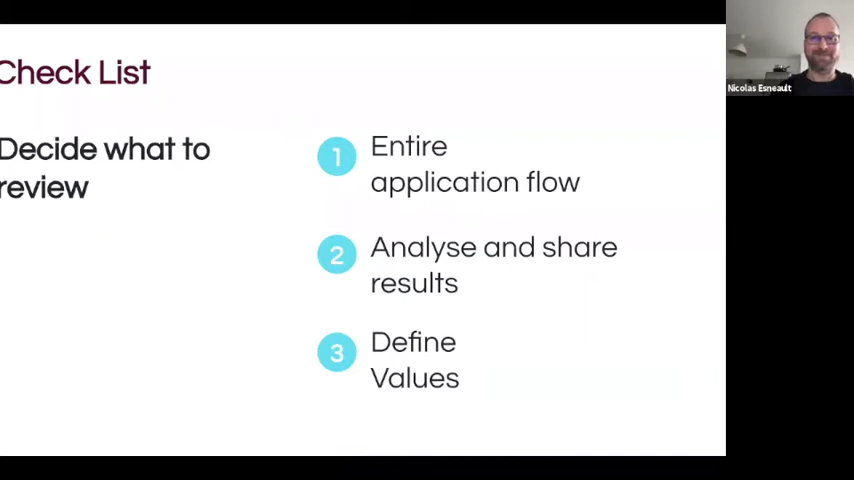 Check List
Decide what to
review
1
Entire
application flow
2
Analyse and share
results
3
Define
Values
Nicolas Esneault